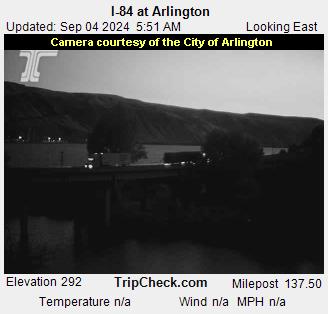 I-84 at Arlington
Updated: Sep 04 2024 5:51 AM Looking East
Camera courtesy of the City of Arlington
Elevation 292 TripCheck.com Milepost 137.50
Temperature n/a Wind n/a MPH n/a